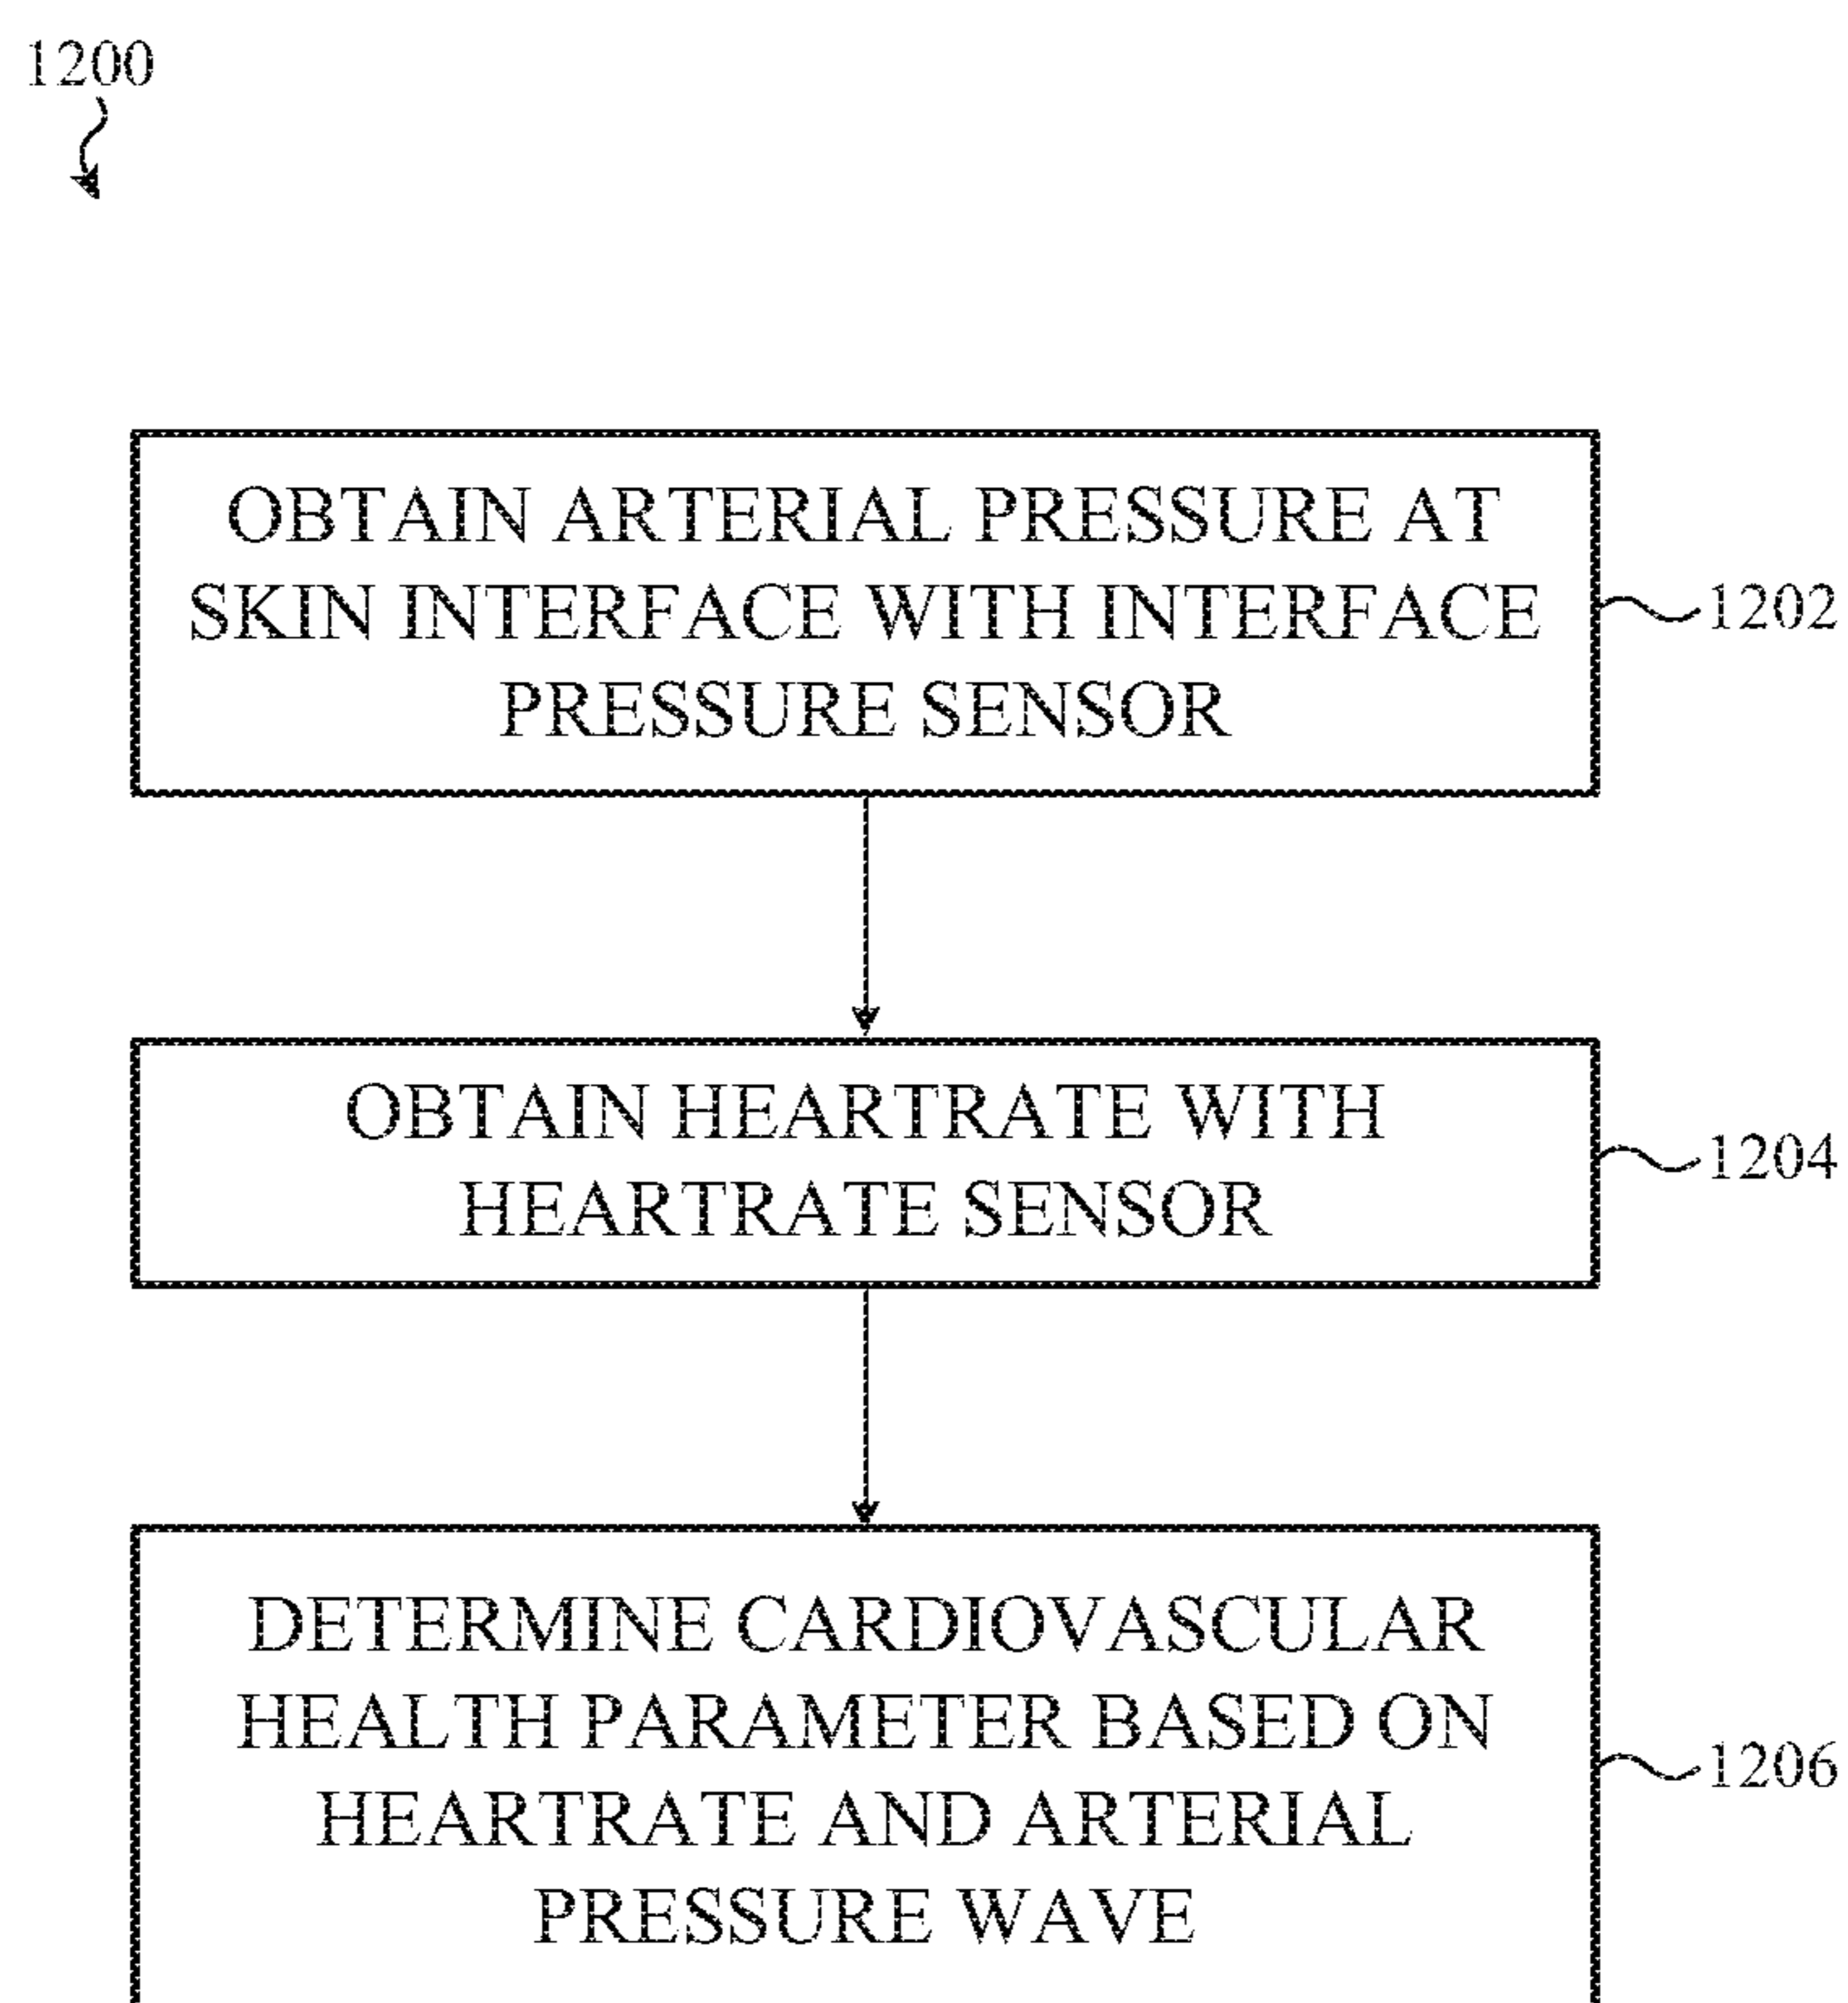 1200
OBTAIN ARTERIAL PRESSURE AT
SKIN INTERFACE WITH INTERFACE
PRESSURE SENSOR
1202
OBTAIN HEARTRATE WITH
HEARTRATE SENSOR
1204
DETERMINE CARDIOVASCULAR
HEALTH PARAMETER BASED ON
HEARTRATE AND ARTERIAL
PRESSURE WAVE
1206